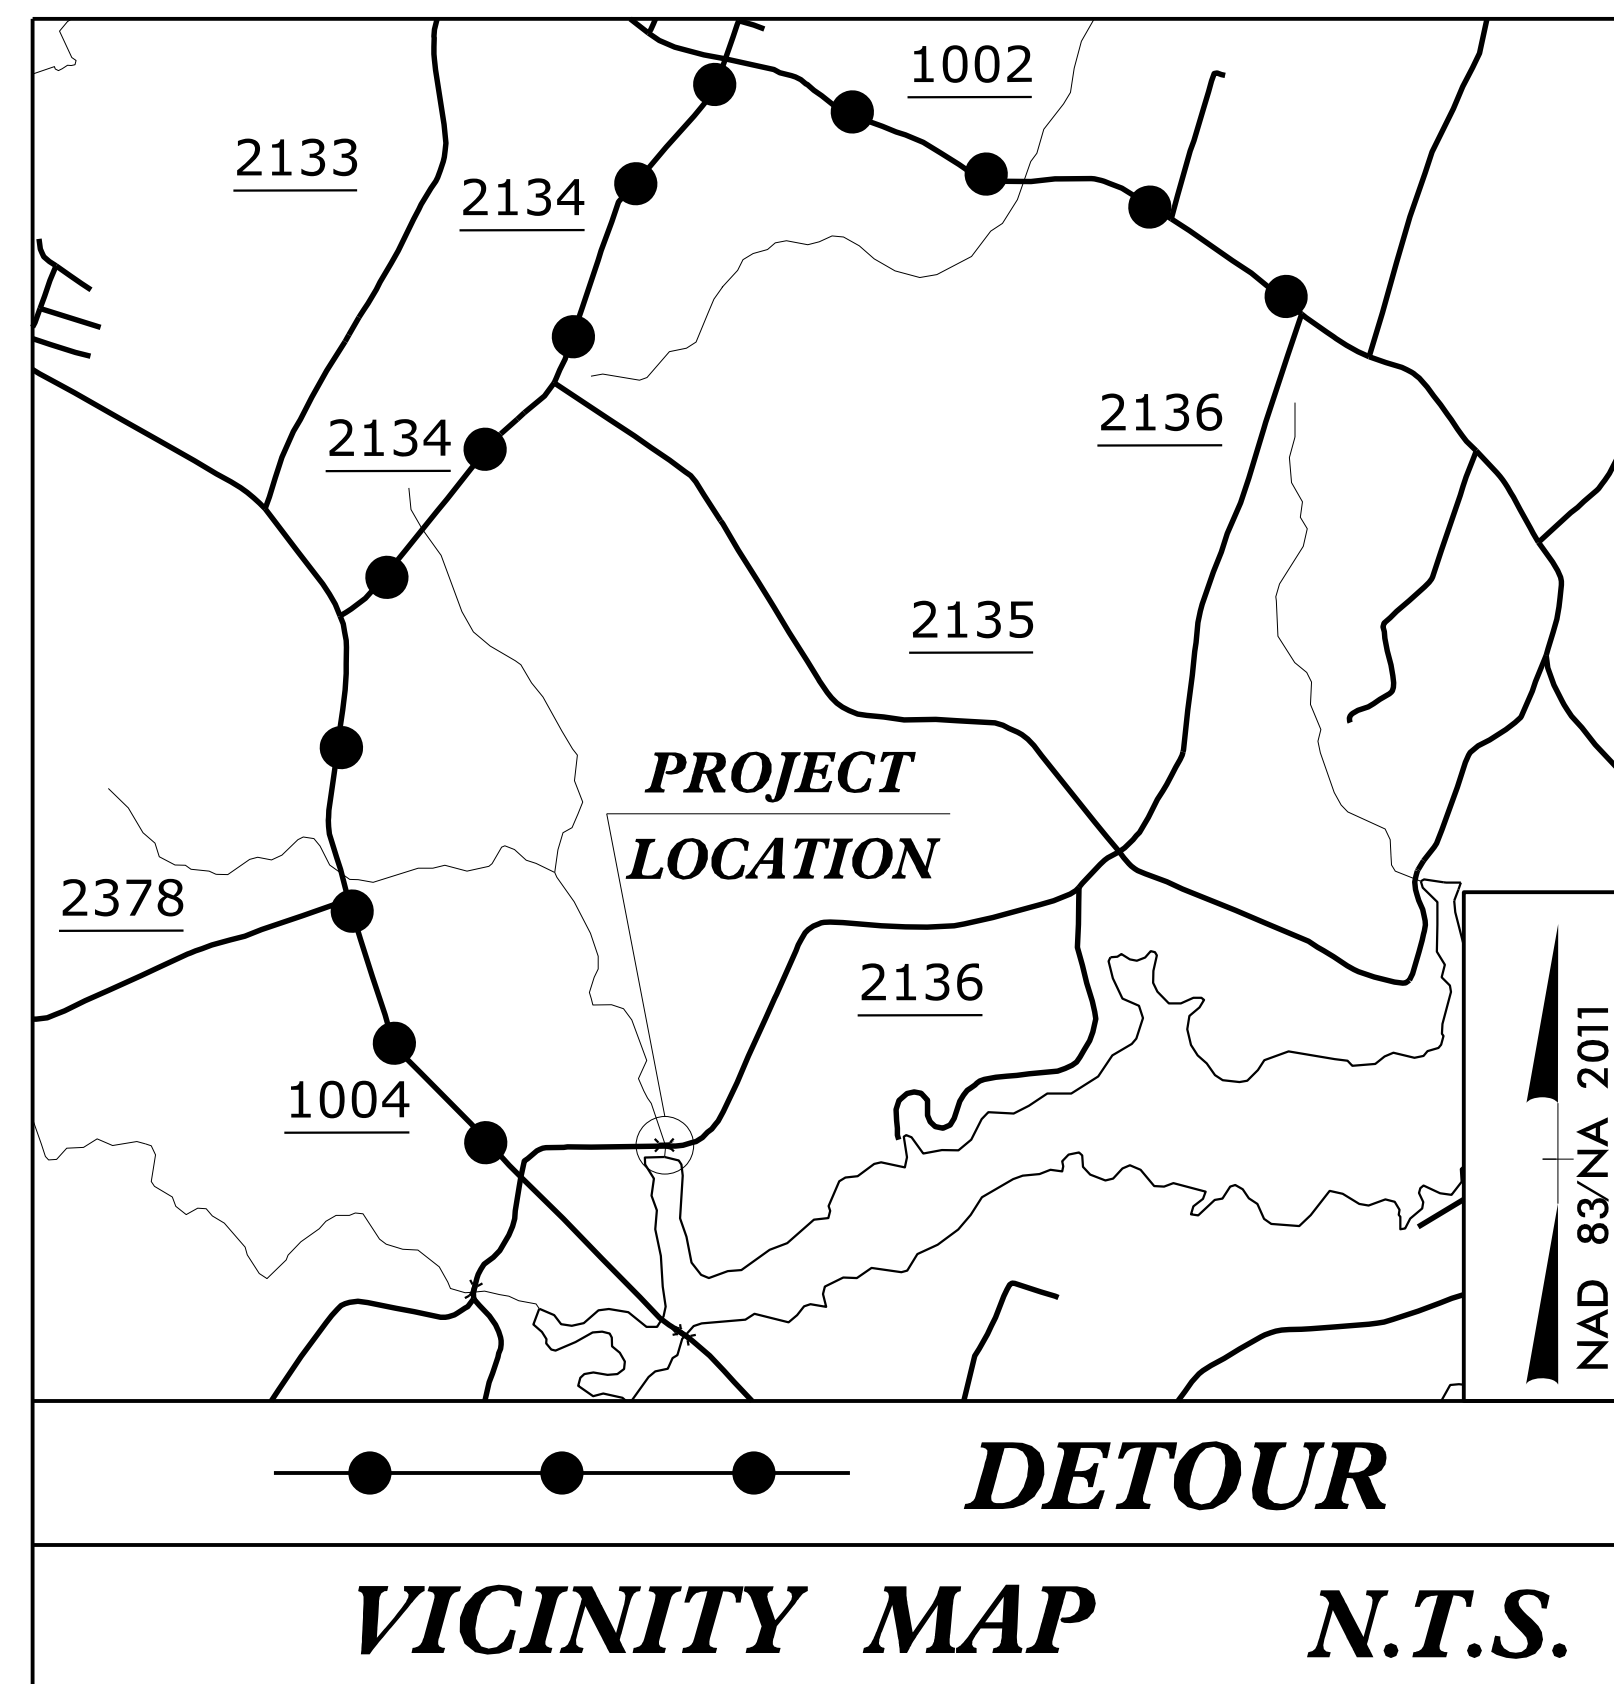 1002
2133
2134
2136
2134
2135
PROJECT
LOCATION
2378
2136
1004
NAD 83/NA 2011
DETOUR
VICINITY MAP N.T.S.